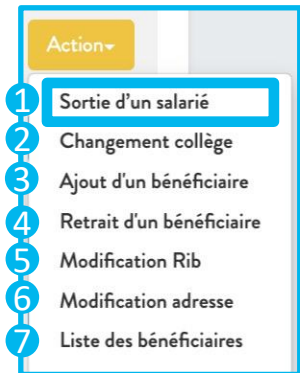 Action
1 Sortie d'un salarié
2 Changement collège
3 Ajout d'un bénéficiaire
4 Retrait d'un bénéficiaire
5 Modification Rib
6 Modification adresse
7 Liste des bénéficiaires